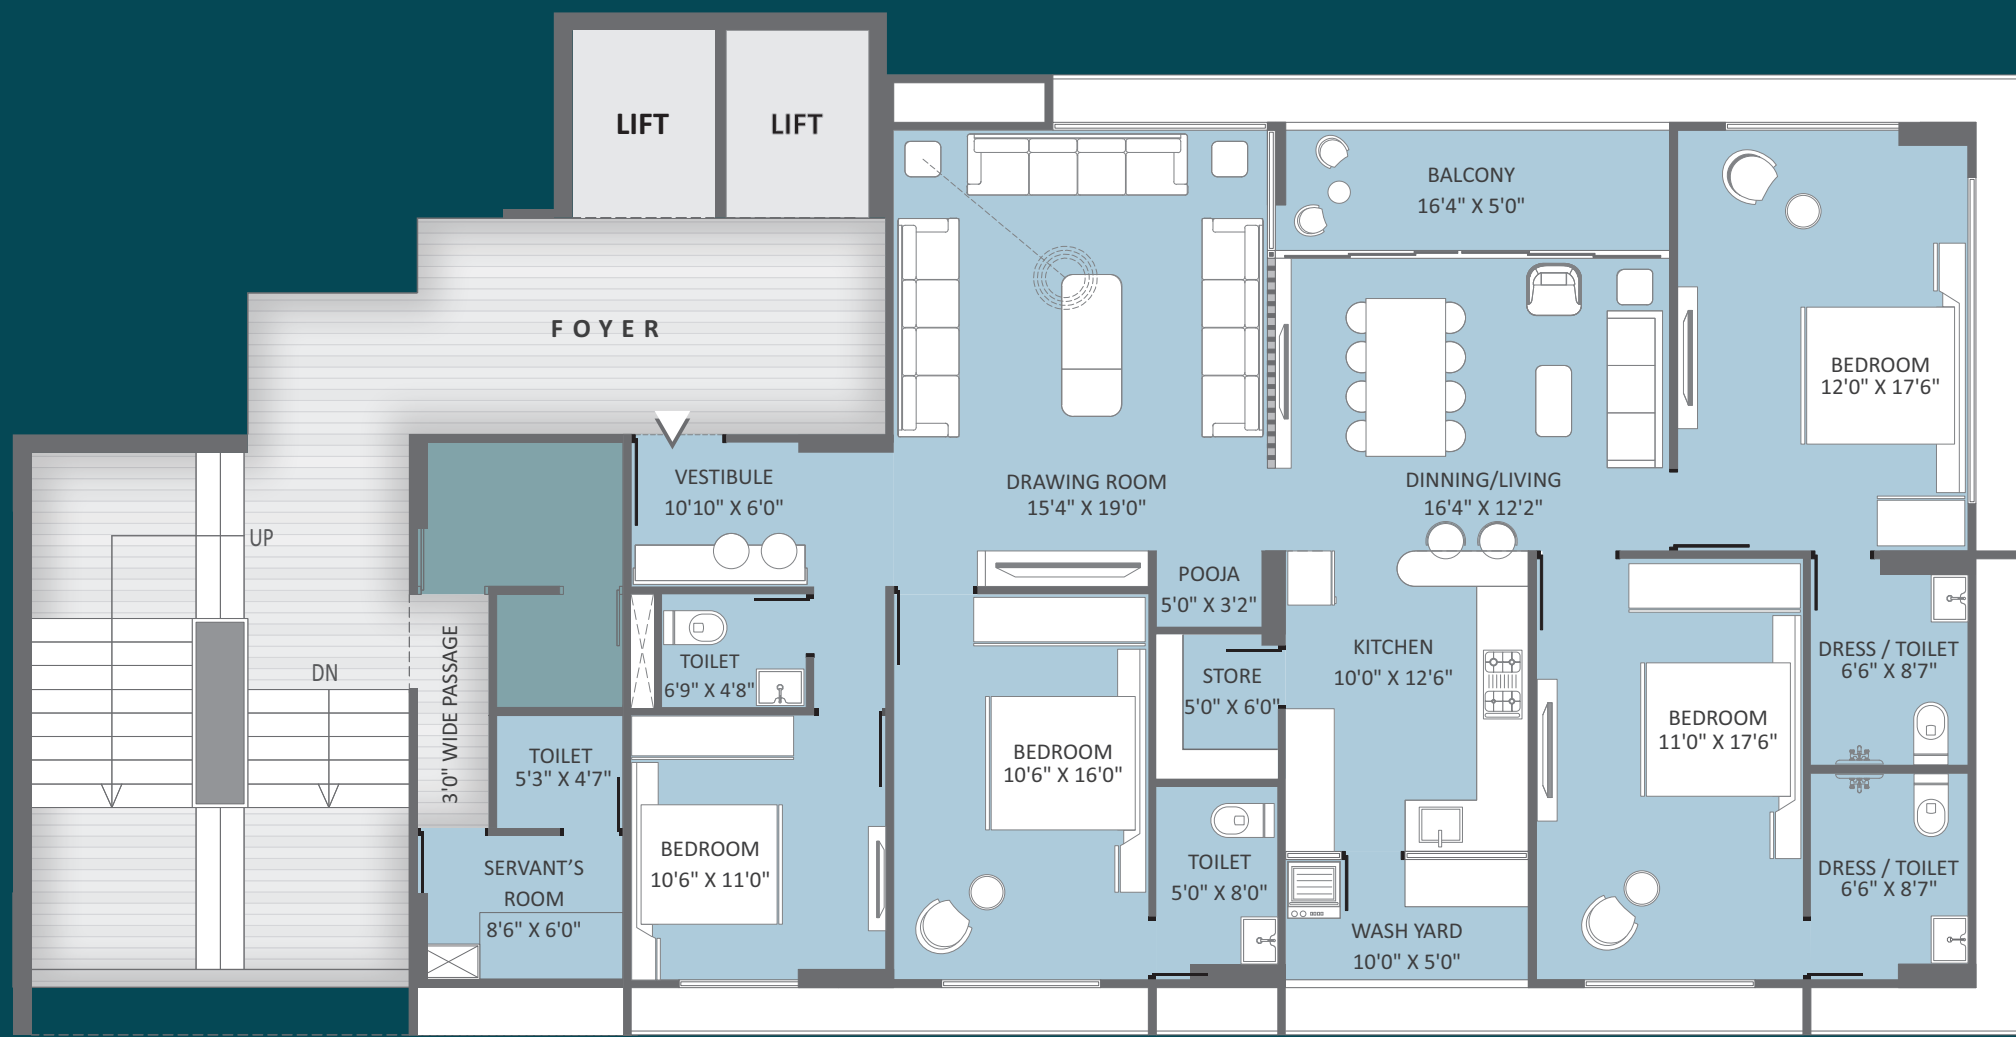 LIFT
LIFT
BALCONY
16'4" X 5'0"
FOYER
BEDROOM
12'0" X 17'6"
VESTIBULE
10'10" X 6'0"
DRAWING ROOM
15'4" X 19'0"
DINNING/LIVING
16'4" X 12'2"
UP
DN
3'0" WIDE PASSAGE
POOJA
5'0" X 3'2"
TOILET
6'9" X 4'8"
STORE
5'0" X 6'0"
KITCHEN
10'0" X 12'6"
DRESS / TOILET
6'6" X 8'7"
TOILET
5'3" X 4'7"
BEDROOM
10'6" X 16'0"
BEDROOM
11'0" X 17'6"
BEDROOM
10'6" X 11'0"
SERVANT'S
ROOM
8'6" X 6'0"
TOILET
5'0" X 8'0"
DRESS / TOILET
6'6" X 8'7"
WASH YARD
10'0" X 5'0"